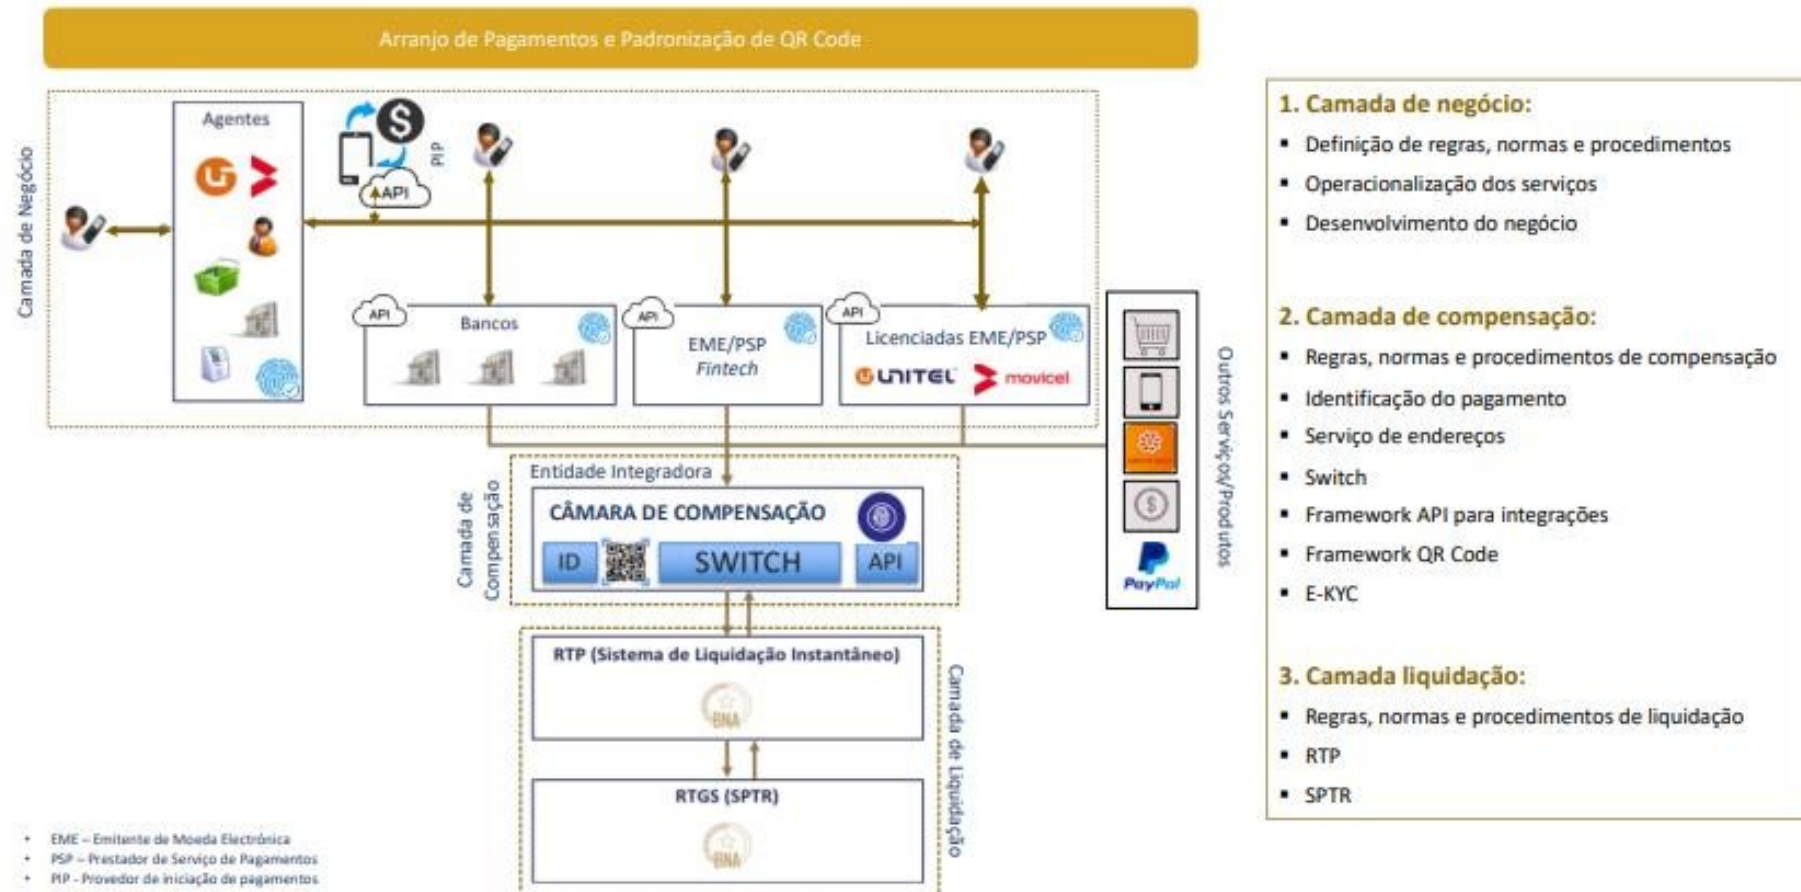 Arranjo de Pagamentos e Padronização de QR Code
Camada de Negócio
Agentes
API
PIP
API
Bancos
API
EME/PSP
Fintech
API
Licenciadas EME/PSP
UNITEL
movicel
Outros Serviços/Produtos
PayPal
Camada de
Compensação
Entidade Integradora
CÂMARA DE COMPENSAÇÃO
ID
SWITCH
API
Camada de Liquidação
RTP (Sistema de Liquidação Instantâneo)
BNA
RTGS (SPTR)
BNA
• EME – Emitente de Moeda Electrónica
• PSP – Prestador de Serviço de Pagamentos
• PIP - Provedor de iniciação de pagamentos
1. Camada de negócio:
▪ Definição de regras, normas e procedimentos
▪ Operacionalização dos serviços
▪ Desenvolvimento do negócio
2. Camada de compensação:
▪ Regras, normas e procedimentos de compensação
▪ Identificação do pagamento
▪ Serviço de endereços
▪ Switch
▪ Framework API para integrações
▪ Framework QR Code
▪ E-KYC
3. Camada liquidação:
▪ Regras, normas e procedimentos de liquidação
▪ RTP
▪ SPTR